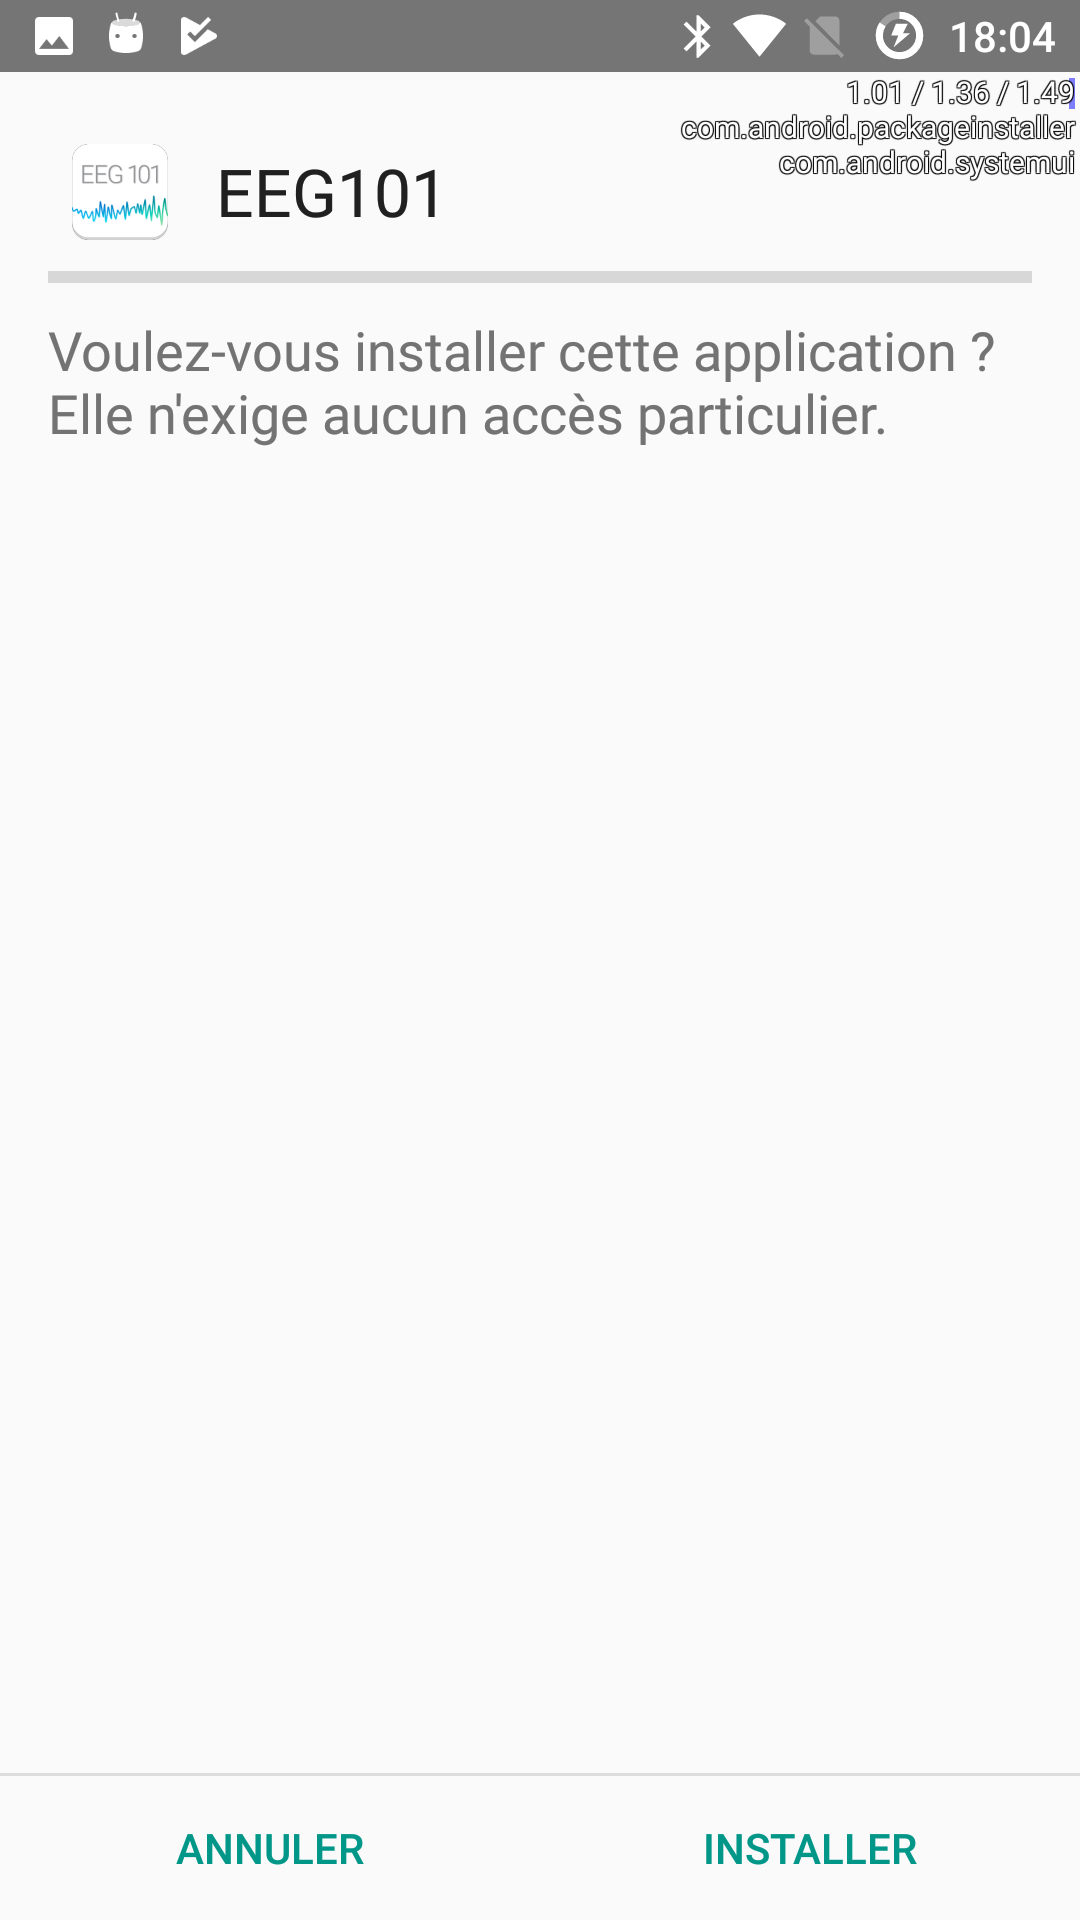 18:04
1.01 / 1.36 / 1.49
com.android.packageinstaller
com.android.systemui
EEG 101
EEG101
Voulez-vous installer cette application ?
Elle n'exige aucun accès particulier.
ANNULER
INSTALLER